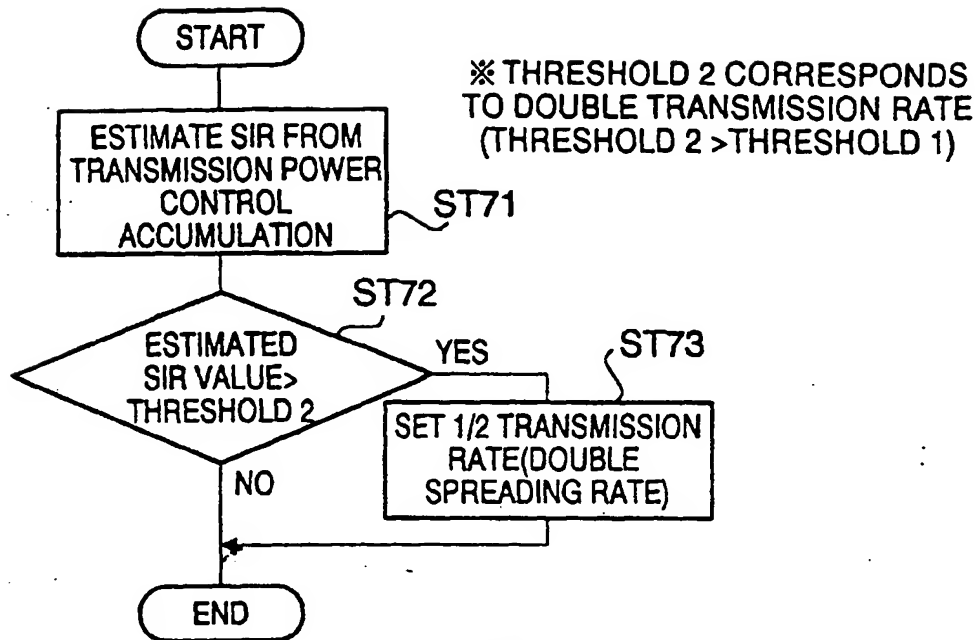 START
※ THRESHOLD 2 CORRESPONDS
TO DOUBLE TRANSMISSION RATE
(THRESHOLD 2 >THRESHOLD 1)
ESTIMATE SIR FROM
TRANSMISSION POWER
CONTROL
ACCUMULATION
ST71
ST72
ESTIMATED
SIR VALUE>
THRESHOLD 2
YES
ST73
SET 1/2 TRANSMISSION
RATE(DOUBLE
SPREADING RATE)
NO
END